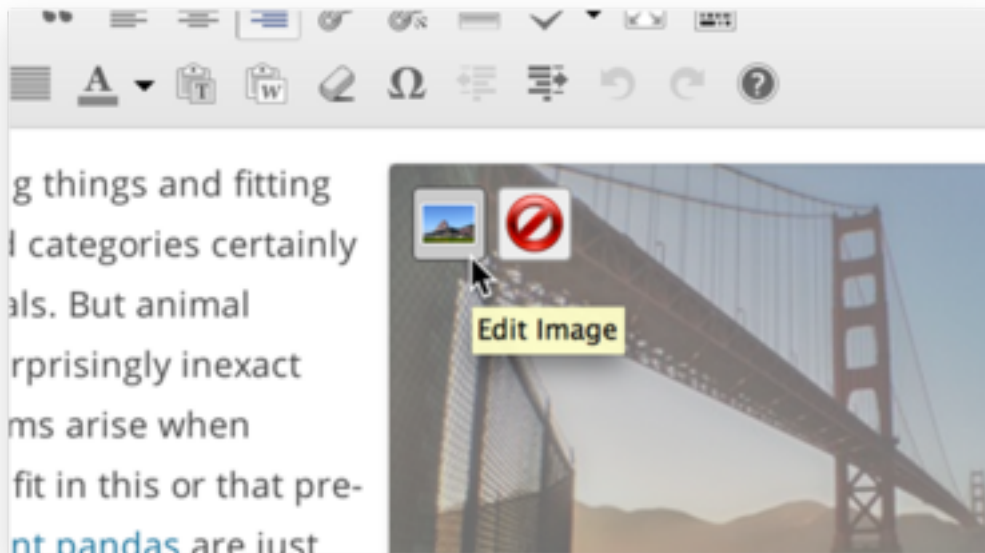 A
T
W
Ω
?
g things and fitting
d categories certainly
als. But animal
rprisingly inexact
ms arise when
fit in this or that pre-
nt pandas are just
Edit Image